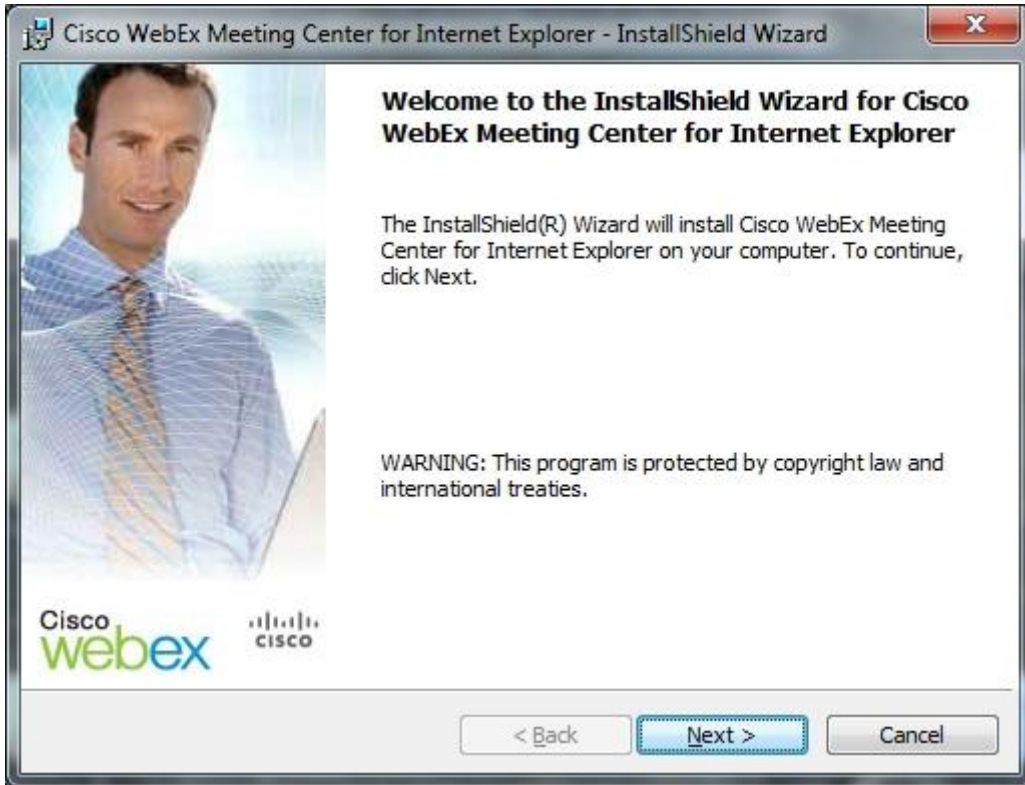 Cisco WebEx Meeting Center for Internet Explorer - InstallShield Wizard
Welcome to the InstallShield Wizard for Cisco
WebEx Meeting Center for Internet Explorer
The InstallShield(R) Wizard will install Cisco WebEx Meeting
Center for Internet Explorer on your computer. To continue,
click Next.
WARNING: This program is protected by copyright law and
international treaties.
Cisco
webex
CISCO
< Back
Next >
Cancel